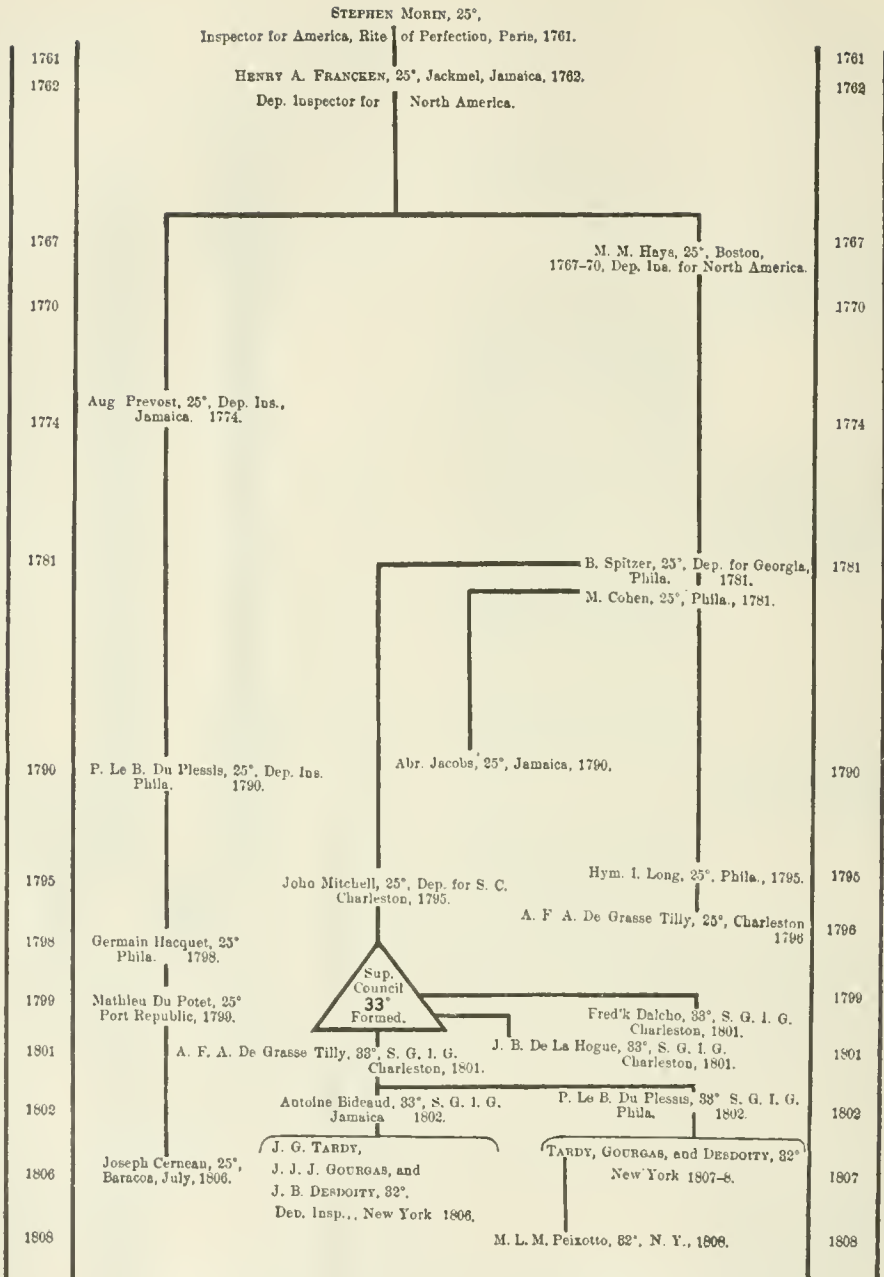 STEPHEN MORIN, 25°,
Inspector for America, Rite of Perfection, Peris, 1761.
1761
1761
HENRY A. FRANCKEN, 25°, Jackmel, Jamaica, 1762.
1762
1762
Dep. Inspector for North America.
1767
1767
M. M. Hays, 25°, Boston,
1767-70, Dep. Ins. for North America.
1770
1770
Aug Prevost, 25°, Dep. Ins.,
Jamaica. 1774.
1774
1774
1781
1781
B. Spitzer, 25°, Dep. for Georgia,
Phila. 1781.
M. Cohen, 25°, Phila., 1781.
1790
1790
P. Le B. Du Plessis, 25°, Dep. Ins.
Phila. 1790.
Abr. Jacobs, 25°, Jamaica, 1790.
1795
1795
John Mitchell, 25°, Dep. for S. C.
Charleston, 1795.
Hym. I. Long, 25°, Phila., 1795.
A. F A. De Grasse Tilly, 25°, Charleston
1796
1796
1798
Germain Hacquet, 25°
Phila. 1798.
Sup.
Council
33°
Formed.
1799
1799
Mathieu Du Potet, 25°
Port Republic, 1799.
Fred'k Dalcho, 33°, S. G. I. G.
Charleston, 1801.
1801
1801
A. F. A. De Grasse Tilly, 33°, S. G. I. G.
Charleston, 1801.
J. B. De La Hogue, 33°, S. G. I. G.
Charleston, 1801.
1802
1802
Antoine Bideaud, 33°, S. G. I. G.
Jamaica 1802.
P. Le B. Du Plessis, 33° S. G. I. G.
Phila. 1802.
1806
1807
Joseph Cerneau, 25°,
Baracoa, July, 1806.
J. G. TARDY,
J. J. J. GOURGAS, and
J. B. DESDOITY, 32°.
Dep. Insp.., New York 1806.
TARDY, GOURGAS, and DESDOITY, 32°
New York 1807-8.
1808
1808
M. L. M. Peixotto, 32°, N. Y., 1808.